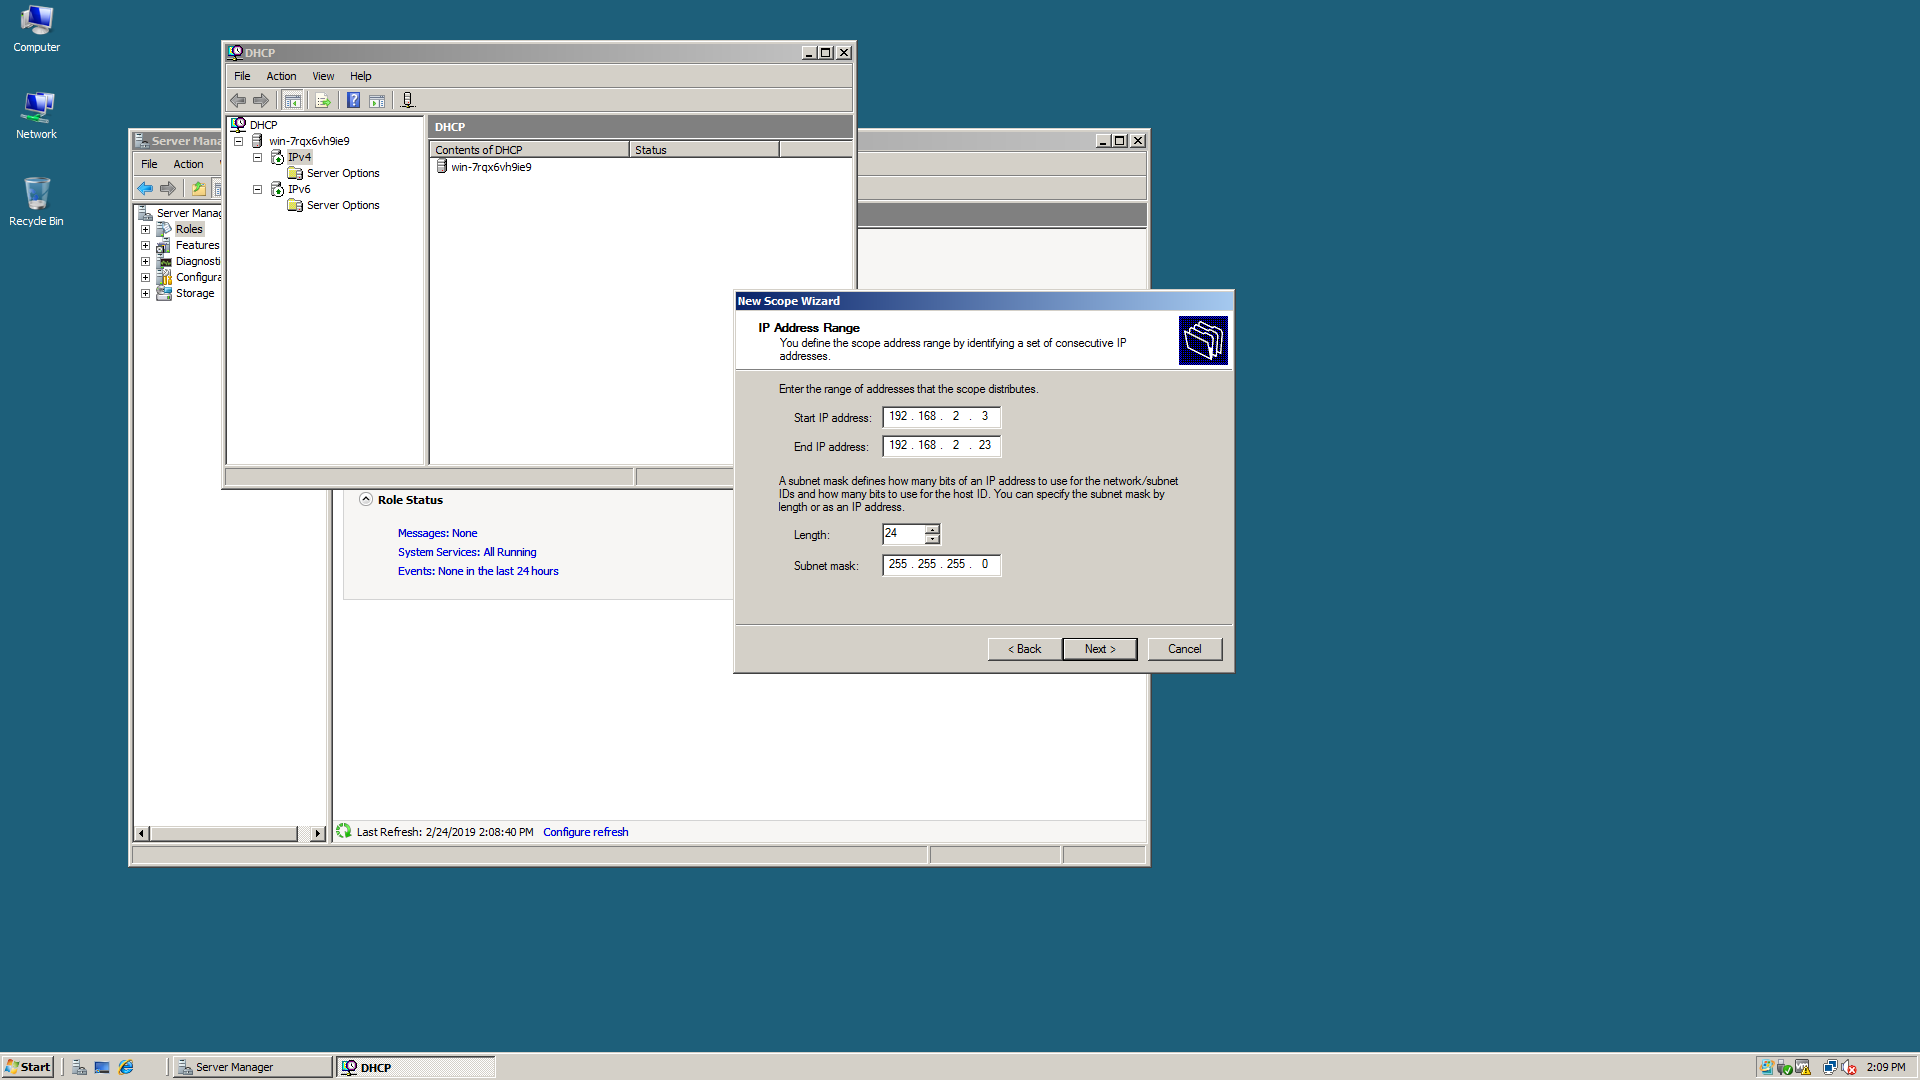 Computer
Network
Recycle Bin
DHCP
File Action View Help
DHCP
win-7rqx6vh9ie9
IPv4
Server Options
IPv6
Server Options
DHCP
Contents of DHCP Status
win-7rqx6vh9ie9
Server Mana
File Action
Server Manag
Roles
Features
Diagnosti
Configura
Storage
Role Status
Messages: None
System Services: All Running
Events: None in the last 24 hours
Last Refresh: 2/24/2019 2:08:40 PM Configure refresh
New Scope Wizard
IP Address Range
You define the scope address range by identifying a set of consecutive IP
addresses.
Enter the range of addresses that the scope distributes.
Start IP address: 192 . 168 . 2 . 3
End IP address: 192 . 168 . 2 . 23
A subnet mask defines how many bits of an IP address to use for the network/subnet
IDs and how many bits to use for the host ID. You can specify the subnet mask by
length or as an IP address.
Length: 24
Subnet mask: 255 . 255 . 255 . 0
< Back Next > Cancel
Start Server Manager DHCP 2:09 PM